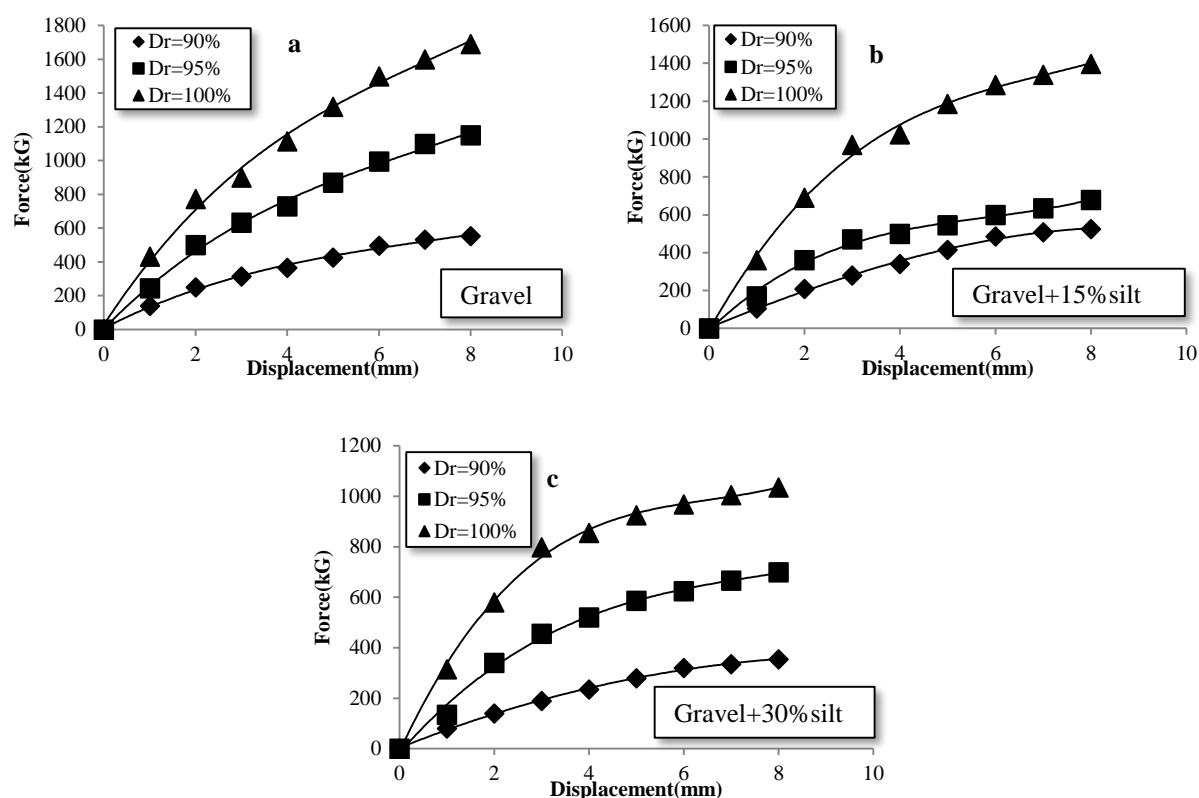 1800
1600
1400
1200
1000
800
600
400
200
0
Force(kG)
Dr=90%
Dr=95%
Dr=100%
a
Gravel
0
2
4
6
8
10
Displacement(mm)
1600
1400
1200
1000
800
600
400
200
0
Force(kG)
Dr=90%
Dr=95%
Dr=100%
b
Gravel+15%silt
0
2
4
6
8
10
Displacement(mm)
1200
1000
800
600
400
200
0
Force(kG)
Dr=90%
Dr=95%
Dr=100%
c
Gravel+30%silt
0
2
4
6
8
10
Displacement(mm)